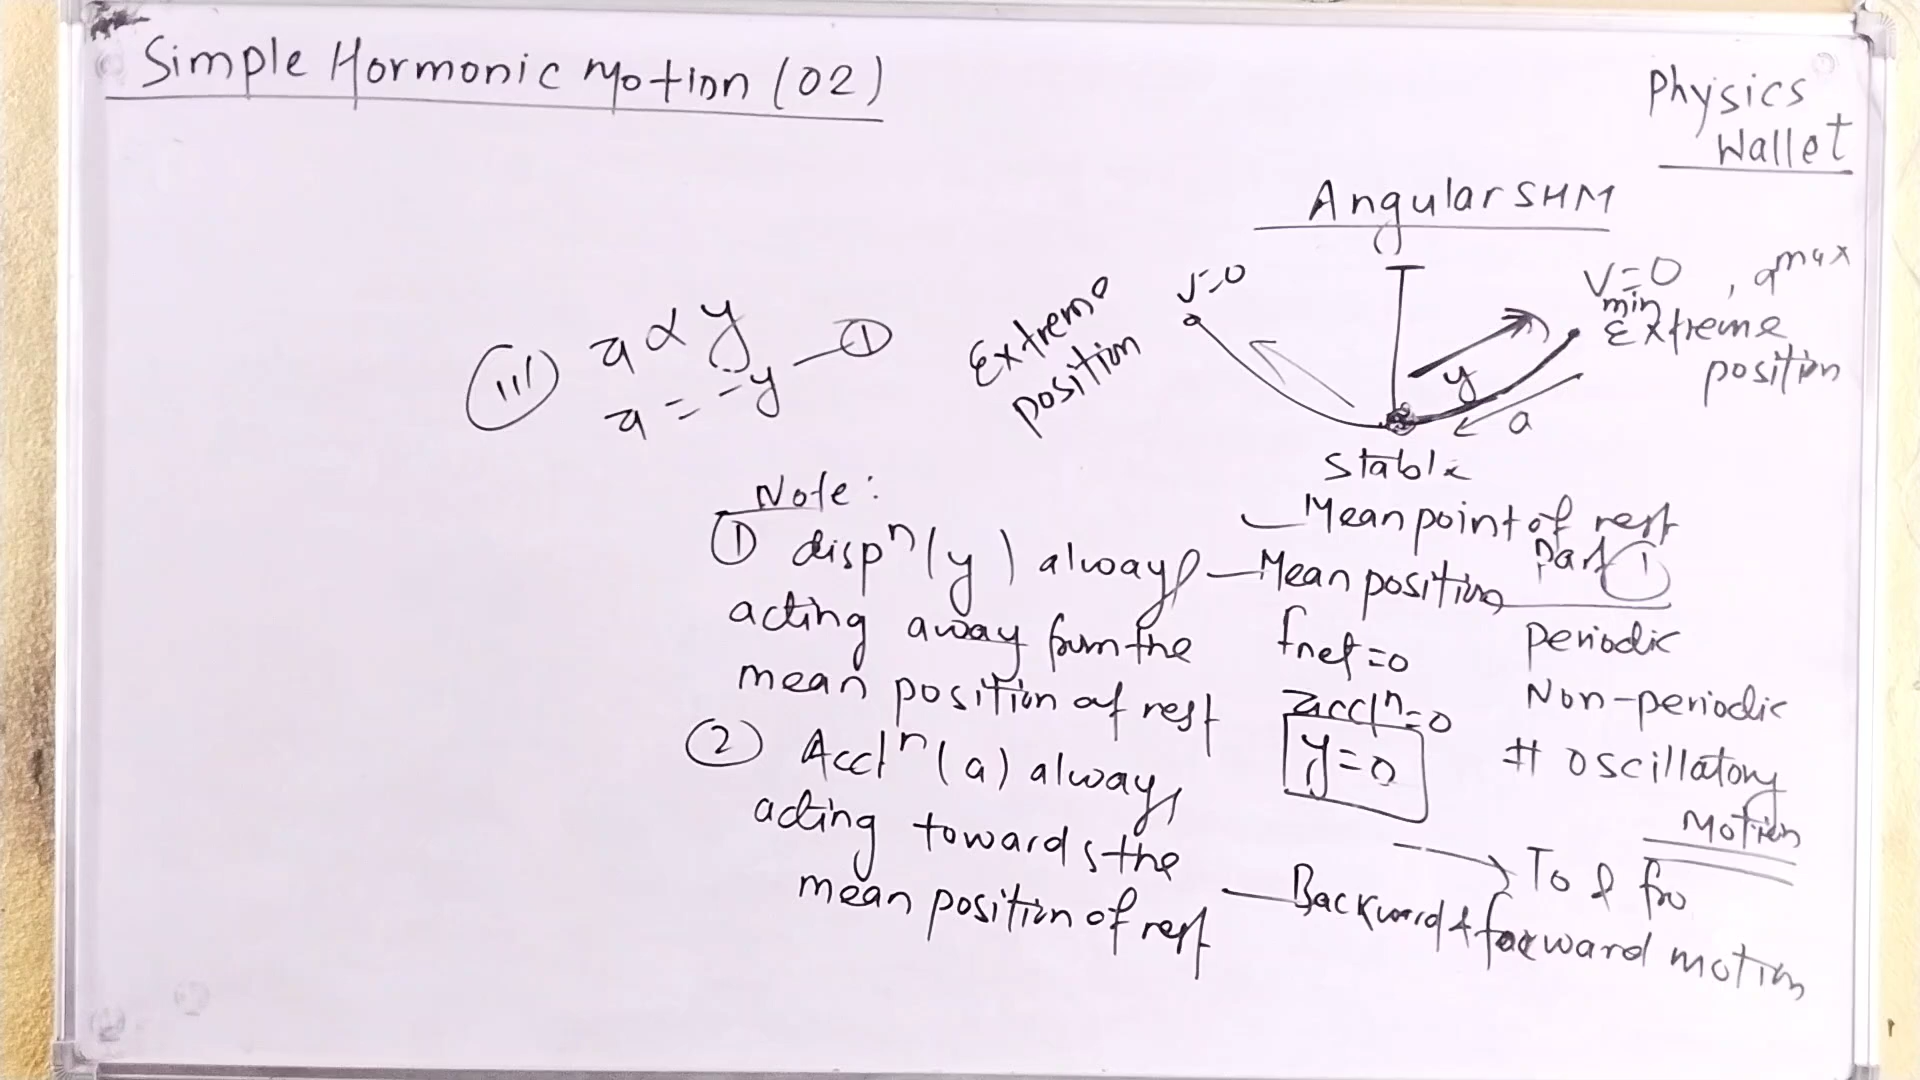 Simple Hormonic Motion (02)
Physics
Wallet
Angular SHM
V=0
V=0 , amax
min
Extreme
position
Extreme
position
(iii) a ∝ y — ①
a = -y
y
a
Stable
Note:
Mean point of rest
Part ①
① dispⁿ (y) always
Mean position
acting away from the
fnet=0
Periodic
mean position of rest
acclⁿ=0
Non-periodic
② Acclⁿ (a) always
y=0
# Oscillatory
Motion
acting towards the
To & fro
mean position of rest
Backward & forward motion